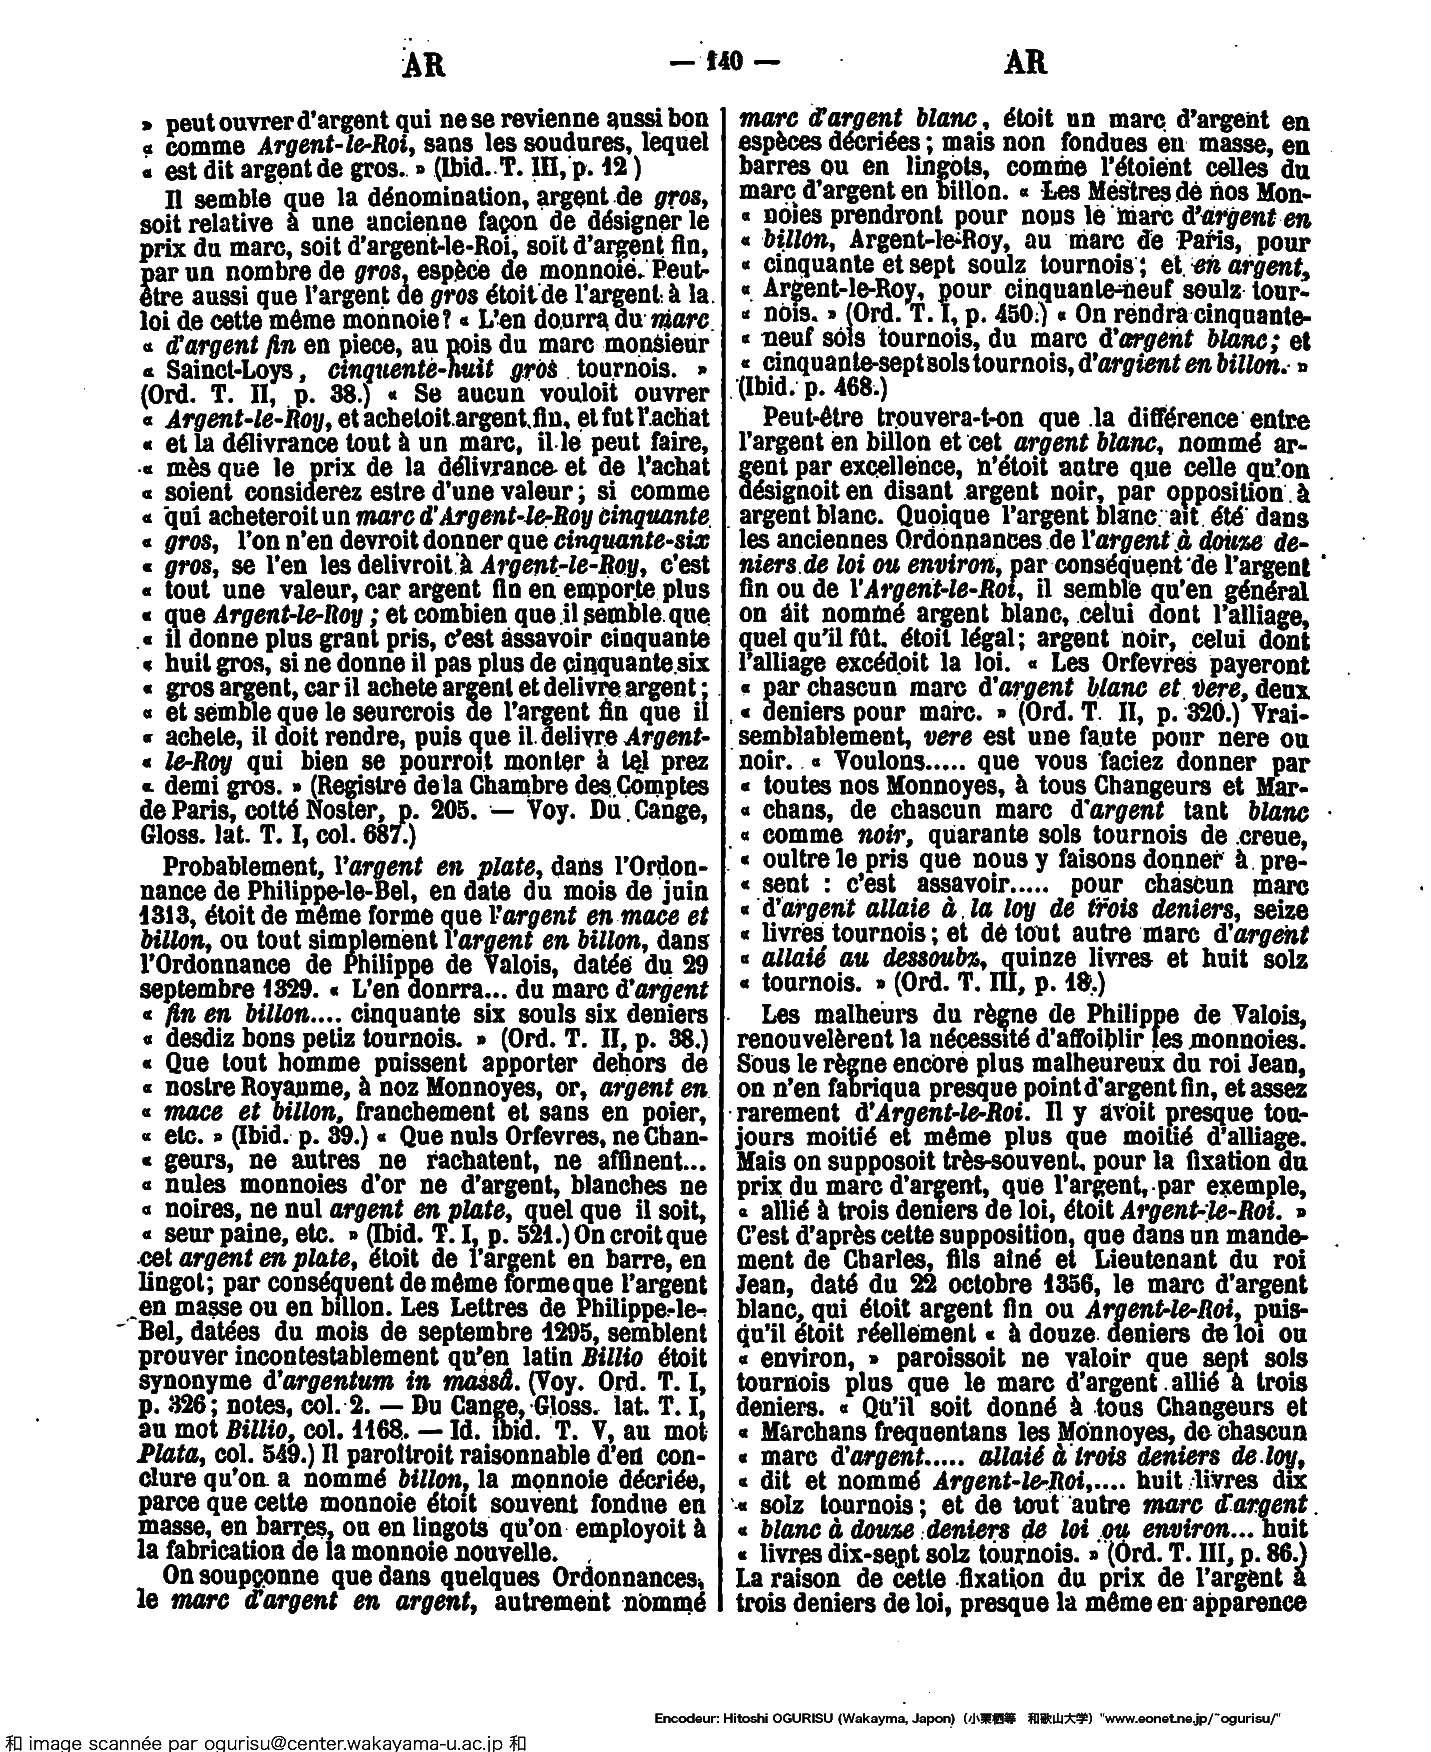 AR — 140 — AR
» peut ouvrer d'argent qui ne se revienne aussi bon
« comme Argent-le-Roi, sans les soudures, lequel
« est dit argent de gros. » (Ibid. T. III, p. 12)
Il semble que la dénomination, argent de gros,
soit relative à une ancienne façon de désigner le
prix du marc, soit d'argent-le-Roi, soit d'argent fin,
par un nombre de gros, espèce de monnoie. Peut-
être aussi que l'argent de gros étoit de l'argent à la
loi de cette même monnoie? « L'en dourra du marc
« d'argent fin en piece, au pois du marc monsieur
« Sainct-Loys, cinquente-huit gros tournois. »
(Ord. T. II, p. 38.) « Se aucun vouloit ouvrer
« Argent-le-Roy, et achetoit argent fin, et fut l'achat
« et la délivrance tout à un marc, il le peut faire,
« mès que le prix de la délivrance et de l'achat
« soient considerez estre d'une valeur; si comme
« qui acheteroit un marc d'Argent-le-Roy cinquante
« gros, l'on n'en devroit donner que cinquante-six
« gros, se l'en les delivroit à Argent-le-Roy, c'est
« tout une valeur, car argent fin en emporte plus
« que Argent-le-Roy; et combien que il semble que
« il donne plus grant pris, c'est assavoir cinquante
« huit gros, si ne donne il pas plus de cinquante six
« gros argent, car il achete argent et delivre argent;
« et semble que le seurcrois de l'argent fin que il
« achete, il doit rendre, puis que il delivre Argent-
« le-Roy qui bien se pourroit monter à tel prez
« demi gros. » (Registre de la Chambre des Comptes
de Paris, cotté Noster, p. 205. — Voy. Du Cange,
Gloss. lat. T. I, col. 687.)
Probablement, l'argent en plate, dans l'Ordon-
nance de Philippe-le-Bel, en date du mois de juin
1313, étoit de même forme que l'argent en mace et
billon, ou tout simplement l'argent en billon, dans
l'Ordonnance de Philippe de Valois, datée du 29
septembre 1329. « L'en donrra... du marc d'argent
« fin en billon.... cinquante six souls six deniers
« desdiz bons petiz tournois. » (Ord. T. II, p. 38.)
« Que tout homme puissent apporter dehors de
« nostre Royaume, à noz Monnoyes, or, argent en
« mace et billon, franchement et sans en poier,
« etc. » (Ibid. p. 39.) « Que nuls Orfevres, ne Chan-
« geurs, ne autres ne rachatent, ne affinent...
« nules monnoies d'or ne d'argent, blanches ne
« noires, ne nul argent en plate, quel que il soit,
« seur paine, etc. » (Ibid. T. I, p. 521.) On croit que
cet argent en plate, étoit de l'argent en barre, en
lingot; par conséquent de même forme que l'argent
en masse ou en billon. Les Lettres de Philippe-le-
Bel, datées du mois de septembre 1295, semblent
prouver incontestablement qu'en latin Billio étoit
synonyme d'argentum in massâ. (Voy. Ord. T. I,
p. 326; notes, col. 2. — Du Cange, Gloss. lat. T. I,
au mot Billio, col. 1168. — Id. ibid. T. V, au mot
Plata, col. 549.) Il paroîtroit raisonnable d'en con-
clure qu'on a nommé billon, la monnoie décriée,
parce que cette monnoie étoit souvent fondue en
masse, en barres, ou en lingots qu'on employoit à
la fabrication de la monnoie nouvelle.
On soupçonne que dans quelques Ordonnances,
le marc d'argent en argent, autrement nommé
marc d'argent blanc, étoit un marc d'argent en
espèces décriées; mais non fondues en masse, en
barres ou en lingots, comme l'étoient celles du
marc d'argent en billon. « Les Mestres de nos Mon-
« noies prendront pour nous le marc d'argent en
« billon, Argent-le-Roy, au marc de Paris, pour
« cinquante et sept soulz tournois; et en argent,
« Argent-le-Roy, pour cinquante-neuf soulz tour-
« nois. » (Ord. T. I, p. 450.) « On rendra cinquante-
« neuf sols tournois, du marc d'argent blanc; et
« cinquante-sept sols tournois, d'argient en billon. »
(Ibid. p. 468.)
Peut-être trouvera-t-on que la différence entre
l'argent en billon et cet argent blanc, nommé ar-
gent par excellence, n'étoit autre que celle qu'on
désignoit en disant argent noir, par opposition à
argent blanc. Quoique l'argent blanc ait été dans
les anciennes Ordonnances de l'argent à douze de-
niers de loi ou environ, par conséquent de l'argent
fin ou de l'Argent-le-Roi, il semble qu'en général
on ait nommé argent blanc, celui dont l'alliage,
quel qu'il fût, étoit légal; argent noir, celui dont
l'alliage excédoit la loi. « Les Orfevres payeront
« par chascun marc d'argent blanc et vere, deux
« deniers pour marc. » (Ord. T. II, p. 320.) Vrai-
semblablement, vere est une faute pour nere ou
noir. « Voulons..... que vous faciez donner par
« toutes nos Monnoyes, à tous Changeurs et Mar-
« chans, de chascun marc d'argent tant blanc
« comme noir, quarante sols tournois de creue,
« oultre le pris que nous y faisons donner à pre-
« sent : c'est assavoir..... pour chascun marc
« d'argent allaie à la loy de trois deniers, seize
« livres tournois; et de tout autre marc d'argent
« allaié au dessoubz, quinze livres et huit solz
« tournois. » (Ord. T. III, p. 18.)
Les malheurs du règne de Philippe de Valois,
renouvelèrent la nécessité d'affoiblir les monnoies.
Sous le règne encore plus malheureux du roi Jean,
on n'en fabriqua presque point d'argent fin, et assez
rarement d'Argent-le-Roi. Il y avoit presque tou-
jours moitié et même plus que moitié d'alliage.
Mais on supposoit très-souvent, pour la fixation du
prix du marc d'argent, que l'argent, par exemple,
« allié à trois deniers de loi, étoit Argent-le-Roi. »
C'est d'après cette supposition, que dans un mande-
ment de Charles, fils aîné et Lieutenant du roi
Jean, daté du 22 octobre 1356, le marc d'argent
blanc, qui étoit argent fin ou Argent-le-Roi, puis-
qu'il étoit réellement « à douze deniers de loi ou
« environ, » paroissoit ne valoir que sept sols
tournois plus que le marc d'argent allié à trois
deniers. « Qu'il soit donné à tous Changeurs et
« Marchans frequentans les Monnoyes, de chascun
« marc d'argent..... allaié à trois deniers de loy,
« dit et nommé Argent-le-Roi,.... huit livres dix
« solz tournois; et de tout autre marc d'argent
« blanc à douze deniers de loi ou environ... huit
« livres dix-sept solz tournois. » (Ord. T. III, p. 86.)
La raison de cette fixation du prix de l'argent à
trois deniers de loi, presque la même en apparence
Encodeur: Hitoshi OGURISU (Wakayma, Japon) (小栗栖等 和歌山大学) "www.eonet.ne.jp/~ogurisu/"
和 image scannée par ogurisu@center.wakayama-u.ac.jp 和